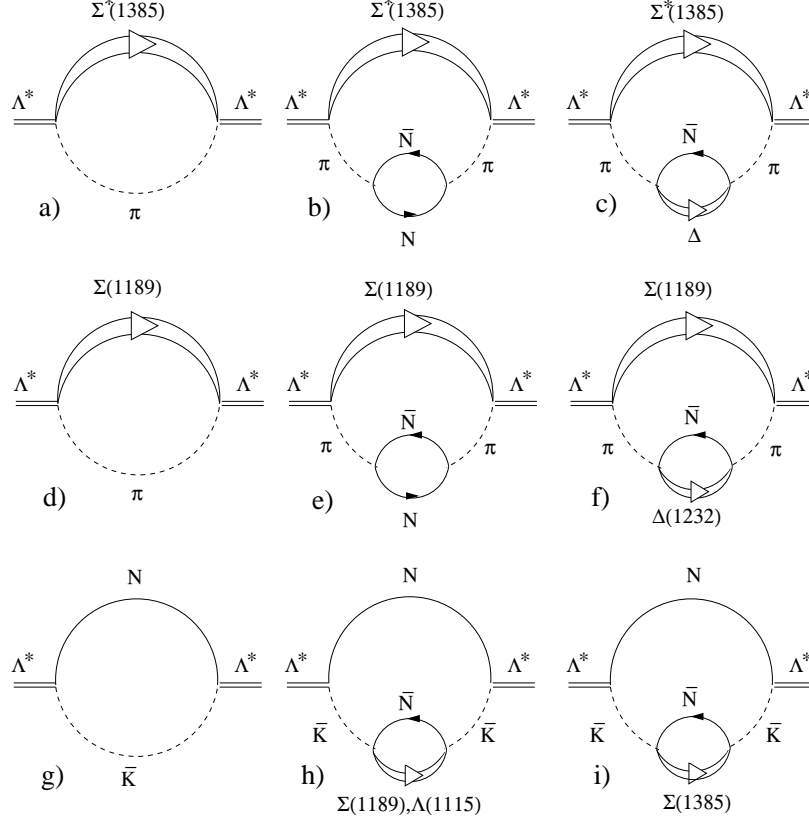 Σ*(1385) Σ*(1385) Σ*(1385)
Λ* Λ* Λ* Λ* Λ* Λ*
N̄ N̄
π π π π
a) π b) N c) Δ
Σ(1189) Σ(1189) Σ(1189)
Λ* Λ* Λ* Λ* Λ* Λ*
N̄ N̄
π π π π
d) π e) N f) Δ(1232)
N N N
Λ* Λ* Λ* Λ* Λ* Λ*
N̄ N̄
K̄ K̄ K̄ K̄
g) K̄ h) Σ(1189),Λ(1115) i) Σ(1385)